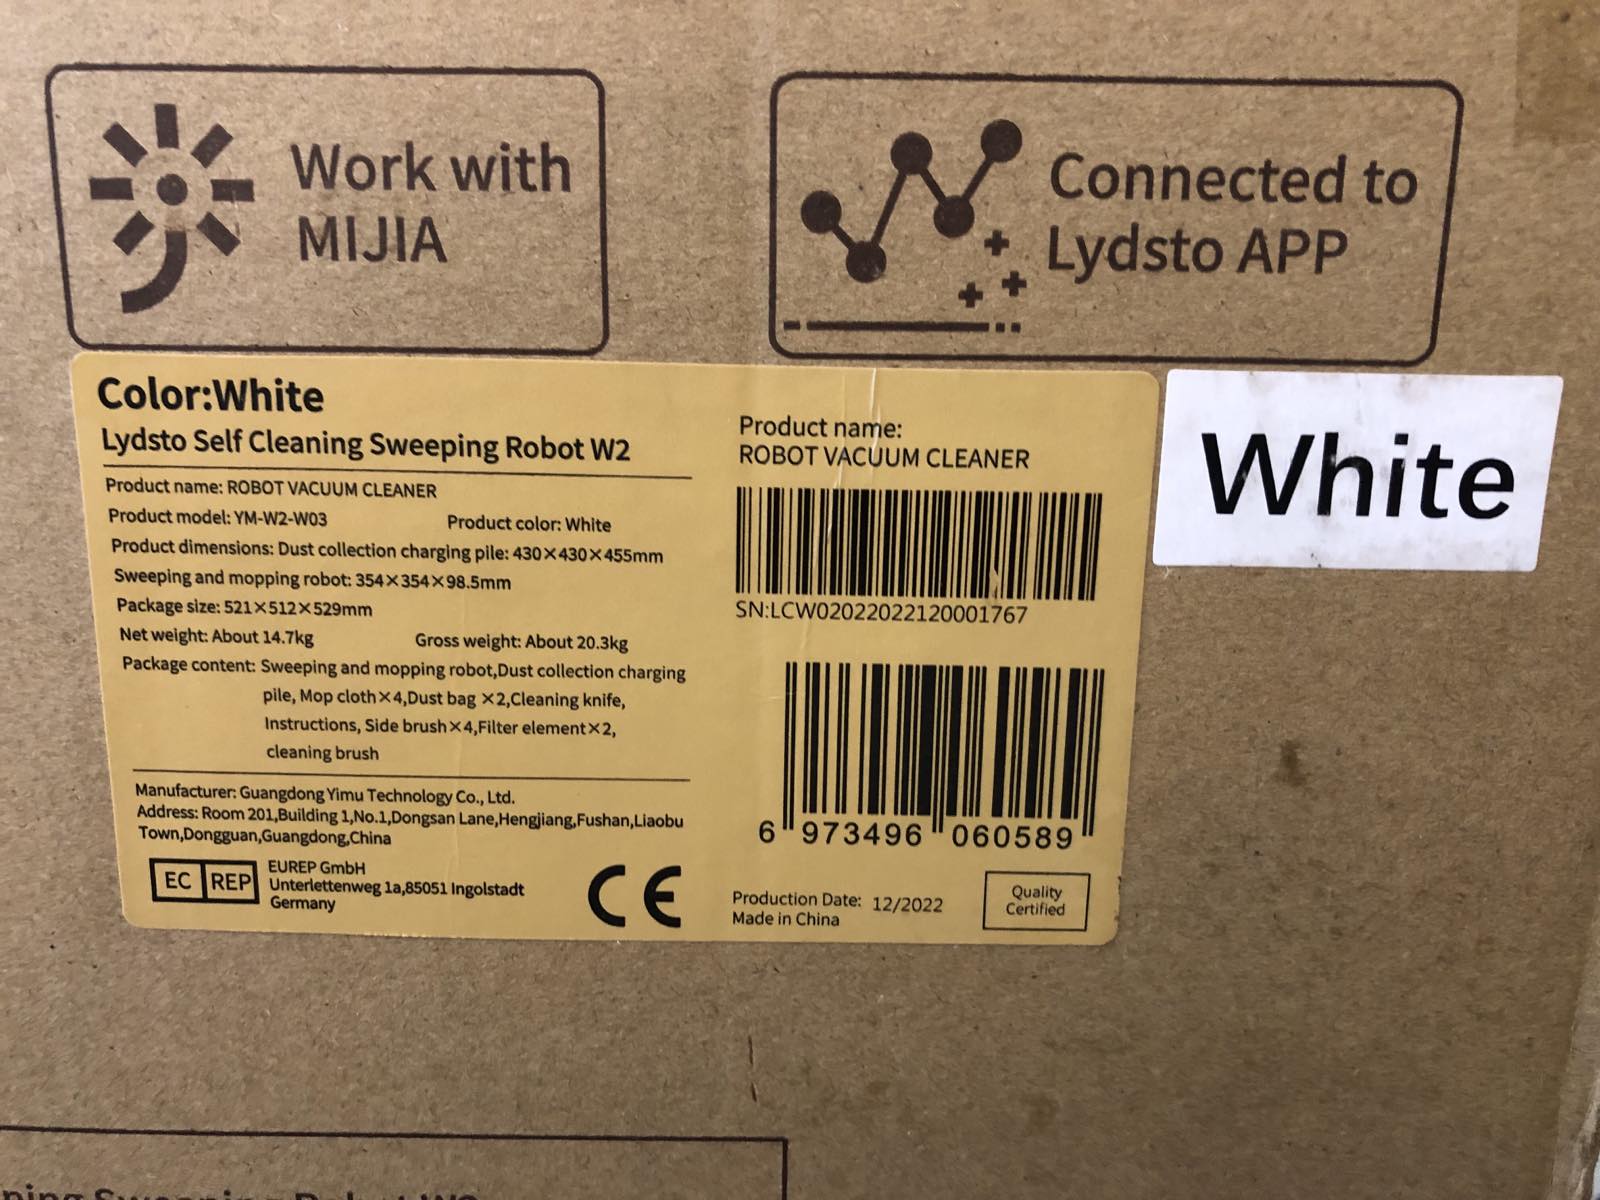 Work with
MIJIA
Connected to
Lydsto APP
Color:White
Lydsto Self Cleaning Sweeping Robot W2
Product name: ROBOT VACUUM CLEANER
Product model: YM-W2-W03 Product color: White
Product dimensions: Dust collection charging pile: 430×430×455mm
Sweeping and mopping robot: 354×354×98.5mm
Package size: 521×512×529mm
Net weight: About 14.7kg Gross weight: About 20.3kg
Package content: Sweeping and mopping robot,Dust collection charging
pile, Mop cloth×4,Dust bag ×2,Cleaning knife,
Instructions, Side brush×4,Filter element×2,
cleaning brush
Manufacturer: Guangdong Yimu Technology Co., Ltd.
Address: Room 201,Building 1,No.1,Dongsan Lane,Hengjiang,Fushan,Liaobu
Town,Dongguan,Guangdong,China
EC REP
EUREP GmbH
Unterlettenweg 1a,85051 Ingolstadt
Germany
CE
Product name:
ROBOT VACUUM CLEANER
SN:LCW02022022120001767
6 973496 060589
Production Date: 12/2022
Made in China
Quality
Certified
White